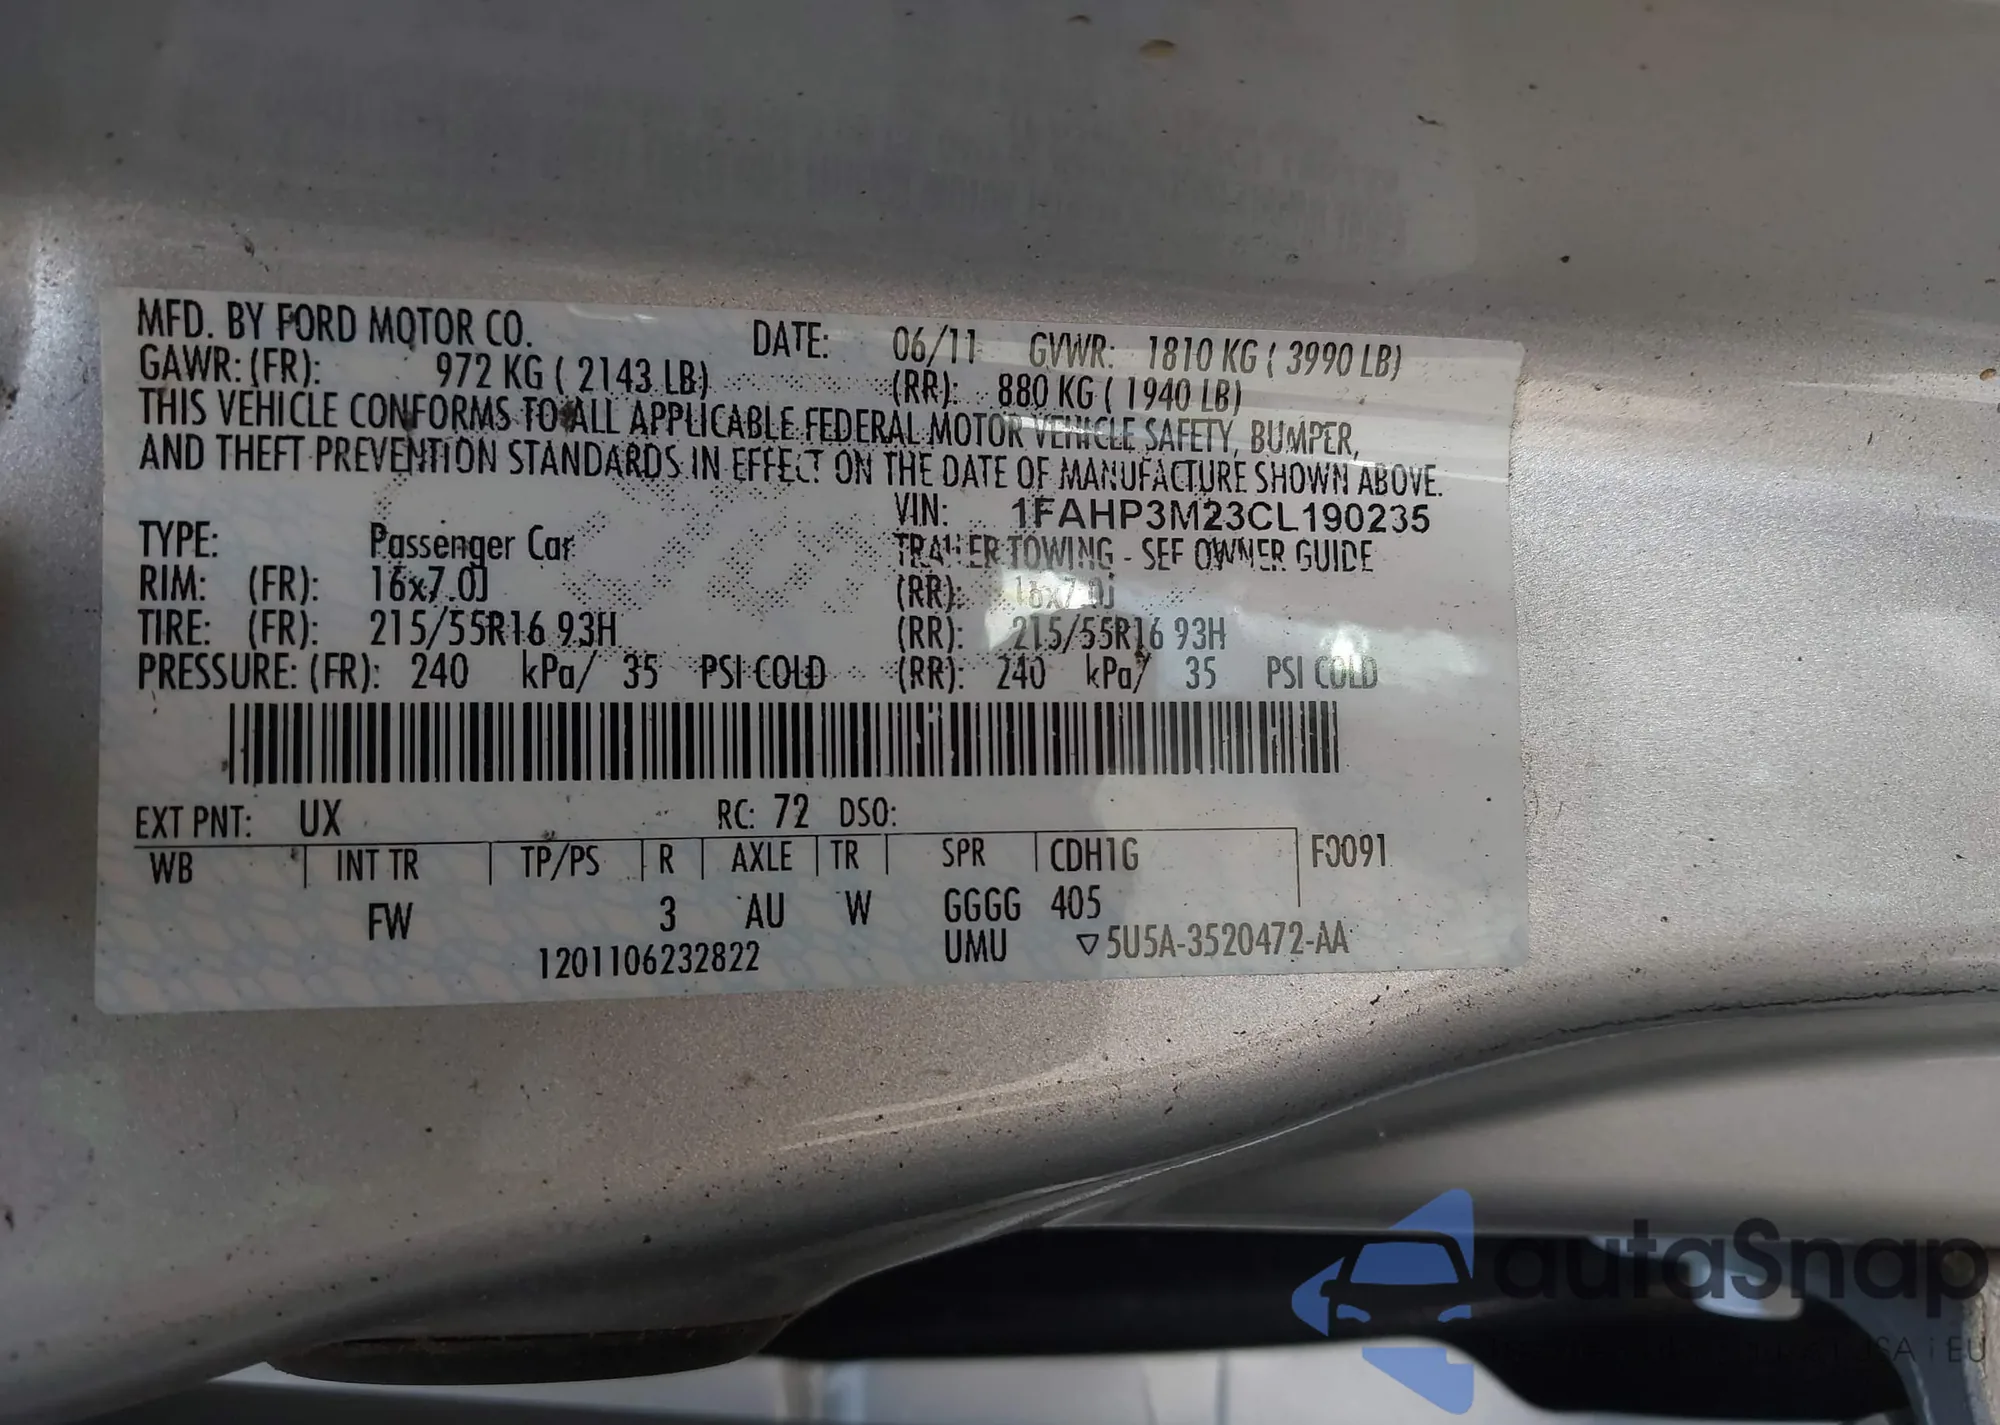 MFD. BY FORD MOTOR CO. DATE: 06/11 GVWR: 1810 KG ( 3990 LB)
GAWR: (FR): 972 KG ( 2143 LB) (RR): 880 KG ( 1940 LB)
THIS VEHICLE CONFORMS TO ALL APPLICABLE FEDERAL MOTOR VEHICLE SAFETY, BUMPER,
AND THEFT PREVENTION STANDARDS IN EFFECT ON THE DATE OF MANUFACTURE SHOWN ABOVE.
VIN: 1FAHP3M23CL190235
TYPE: Passenger Car TRAILER TOWING - SEE OWNER GUIDE
RIM: (FR): 16x7.0J (RR): 16x7.0J
TIRE: (FR): 215/55R16 93H (RR): 215/55R16 93H
PRESSURE: (FR): 240 kPa/ 35 PSI COLD (RR): 240 kPa/ 35 PSI COLD
EXT PNT: UX RC: 72 DSO:
WB INT TR TP/PS R AXLE TR SPR CDH1G F0091
FW 3 AU W GGGG 405
1201106232822 UMU 5U5A-3520472-AA
autaSnap
USA i EU